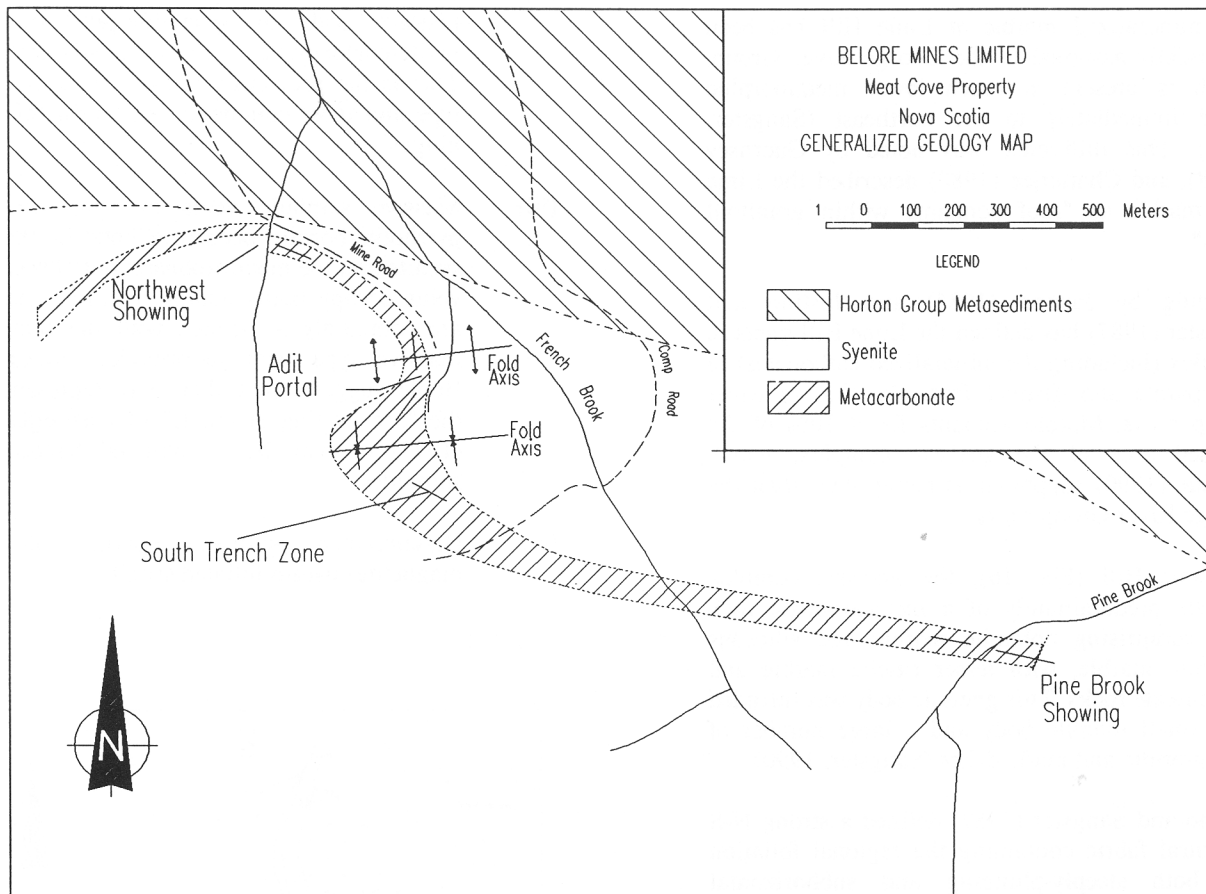 BELORE MINES LIMITED
Meat Cove Property
Nova Scotia
GENERALIZED GEOLOGY MAP
1 0 100 200 300 400 500 Meters
LEGEND
Horton Group Metasediments
Syenite
Metacarbonate
Mine Road
Northwest
Showing
Adit
Portal
Fold
Axis
French
Brook
Comp
Road
Fold
Axis
South Trench Zone
Pine Brook
Pine Brook
Showing
N